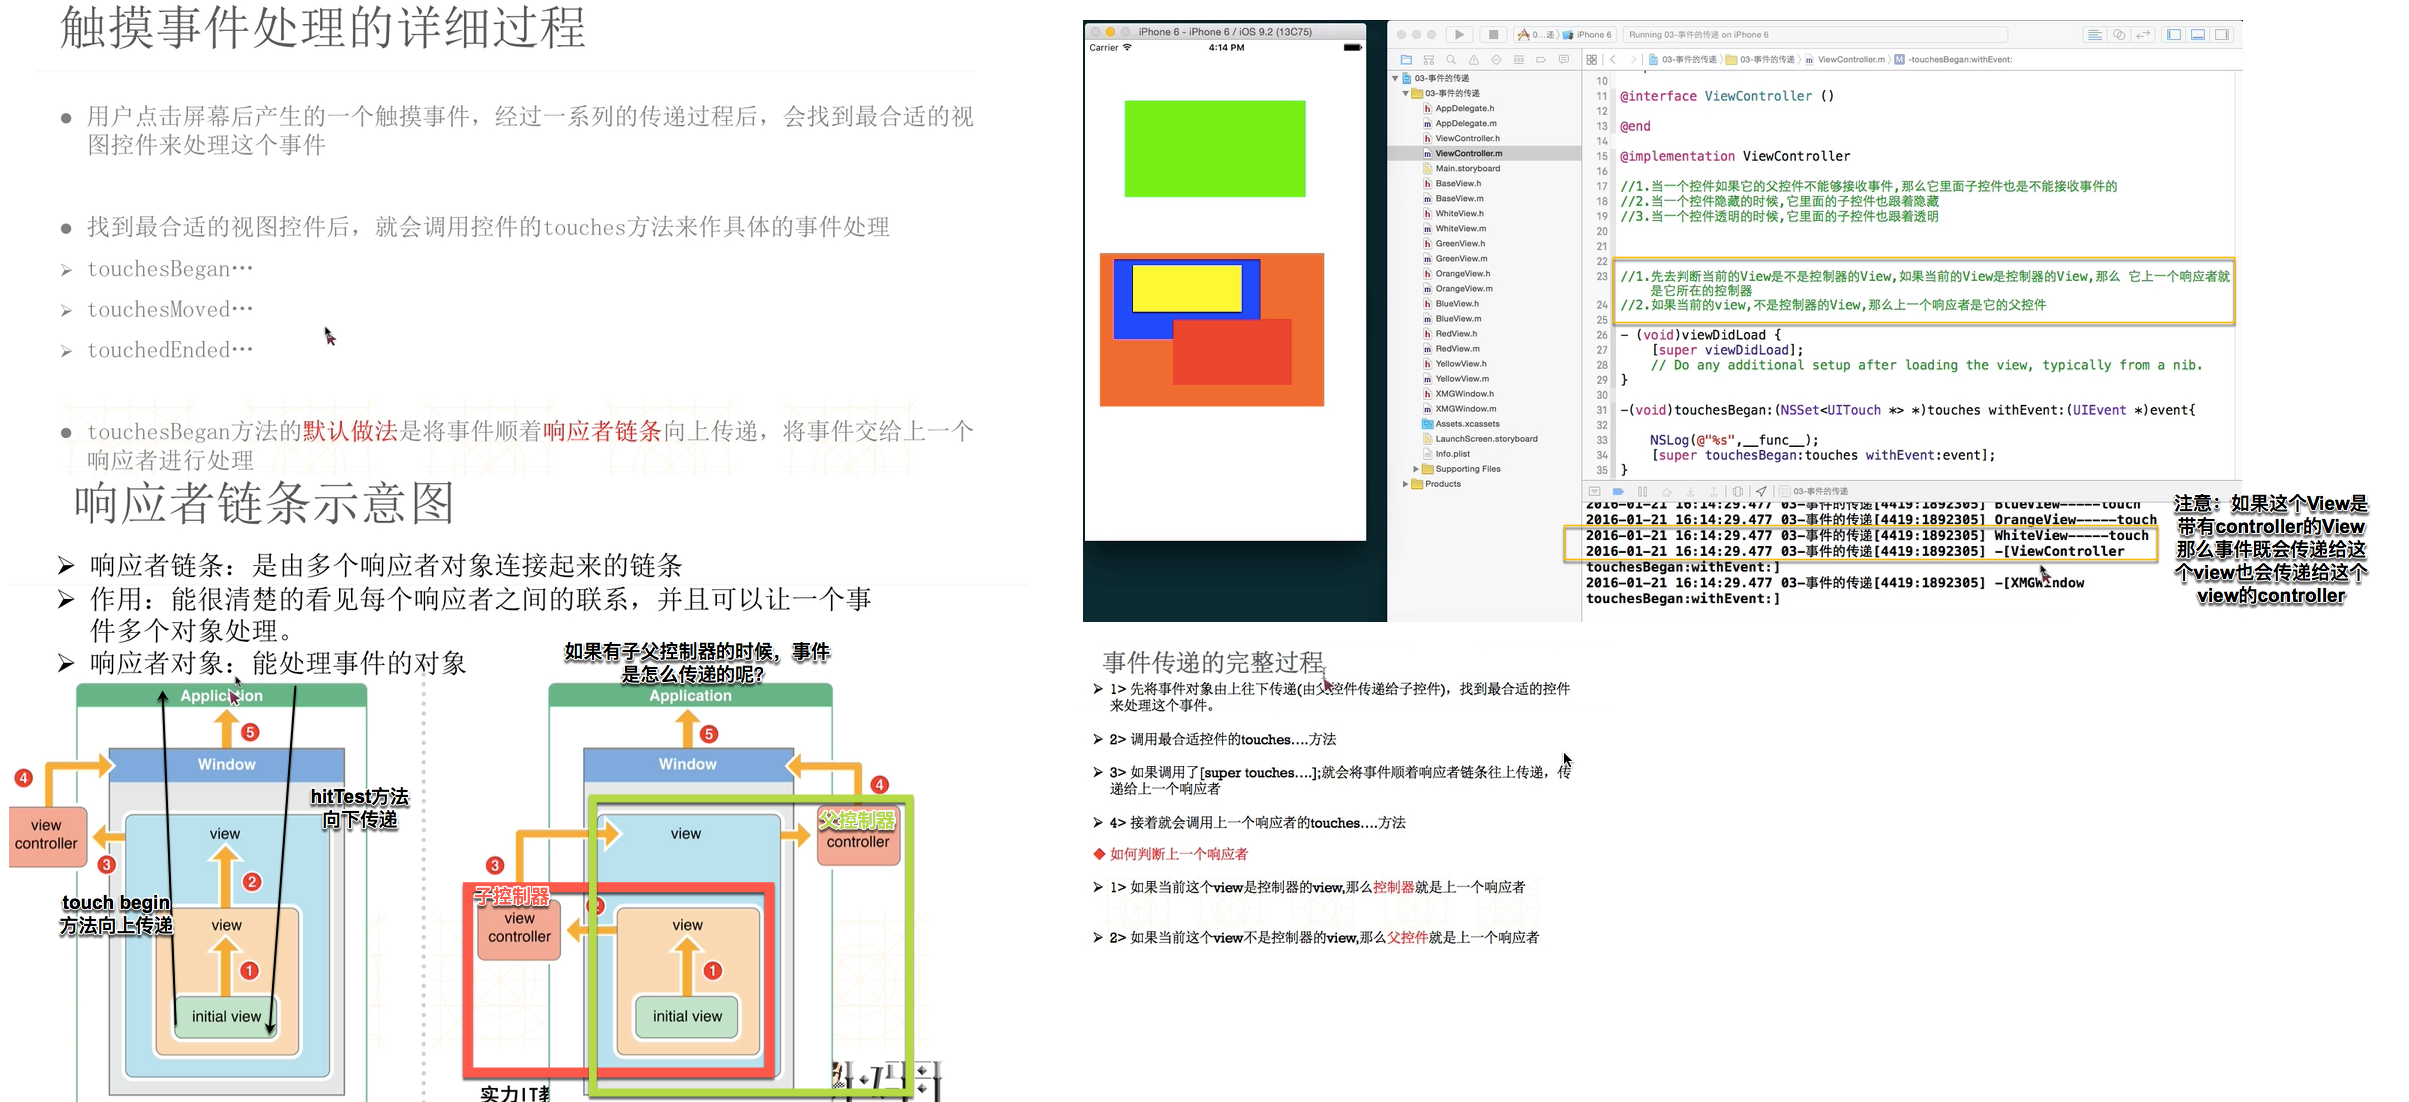 触摸事件处理的详细过程
用户点击屏幕后产生的一个触摸事件，经过一系列的传递过程后，会找到最合适的视
图控件来处理这个事件
找到最合适的视图控件后，就会调用控件的touches方法来作具体的事件处理
touchesBegan…
touchesMoved…
touchedEnded…
touchesBegan方法的默认做法是将事件顺着响应者链条向上传递，将事件交给上一个
响应者进行处理
响应者链条示意图
响应者链条：是由多个响应者对象连接起来的链条
作用：能很清楚的看见每个响应者之间的联系，并且可以让一个事
件多个对象处理。
响应者对象：能处理事件的对象
Application
5
Window
4
view
controller
3
view
2
view
1
initial view
hitTest方法
向下传递
touch begin
方法向上传递
如果有子父控制器的时候，事件
是怎么传递的呢?
Application
5
Window
4
父控制器
controller
view
3
子控制器
view
controller
2
view
1
initial view
实力IT教
iPhone 6 - iPhone 6 / iOS 9.2 (13C75)
Carrier
4:14 PM
0...递
iPhone 6
Running 03-事件的传递 on iPhone 6
03-事件的传递
03-事件的传递
ViewController.m
-touchesBegan:withEvent:
03-事件的传递
03-事件的传递
AppDelegate.h
AppDelegate.m
ViewController.h
ViewController.m
Main.storyboard
BaseView.h
BaseView.m
WhiteView.h
WhiteView.m
GreenView.h
GreenView.m
OrangeView.h
OrangeView.m
BlueView.h
BlueView.m
RedView.h
RedView.m
YellowView.h
YellowView.m
XMGWindow.h
XMGWindow.m
Assets.xcassets
LaunchScreen.storyboard
Info.plist
Supporting Files
Products
10
11 @interface ViewController ()
12
13 @end
14
15 @implementation ViewController
16
17 //1.当一个控件如果它的父控件不能够接收事件,那么它里面子控件也是不能接收事件的
18 //2.当一个控件隐藏的时候,它里面的子控件也跟着隐藏
19 //3.当一个控件透明的时候,它里面的子控件也跟着透明
20
21
22
23 //1.先去判断当前的View是不是控制器的View,如果当前的View是控制器的View,那么 它上一个响应者就
是它所在的控制器
24 //2.如果当前的view,不是控制器的View,那么上一个响应者是它的父控件
25
26 - (void)viewDidLoad {
27 [super viewDidLoad];
28 // Do any additional setup after loading the view, typically from a nib.
29 }
30
31 -(void)touchesBegan:(NSSet<UITouch *> *)touches withEvent:(UIEvent *)event{
32
33 NSLog(@"%s",__func__);
34 [super touchesBegan:touches withEvent:event];
35 }
03-事件的传递
2016-01-21 16:14:29.477 03-事件的传递[4419:1892305] BlueView-----touch
2016-01-21 16:14:29.477 03-事件的传递[4419:1892305] OrangeView-----touch
2016-01-21 16:14:29.477 03-事件的传递[4419:1892305] WhiteView-----touch
2016-01-21 16:14:29.477 03-事件的传递[4419:1892305] -[ViewController
touchesBegan:withEvent:]
2016-01-21 16:14:29.477 03-事件的传递[4419:1892305] -[XMGWindow
touchesBegan:withEvent:]
注意：如果这个View是
带有controller的View
那么事件既会传递给这
个view也会传递给这个
view的controller
事件传递的完整过程
1> 先将事件对象由上往下传递(由父控件传递给子控件)，找到最合适的控件
来处理这个事件。
2> 调用最合适控件的touches….方法
3> 如果调用了[super touches….];就会将事件顺着响应者链条往上传递，传
递给上一个响应者
4> 接着就会调用上一个响应者的touches….方法
如何判断上一个响应者
1> 如果当前这个view是控制器的view,那么控制器就是上一个响应者
2> 如果当前这个view不是控制器的view,那么父控件就是上一个响应者